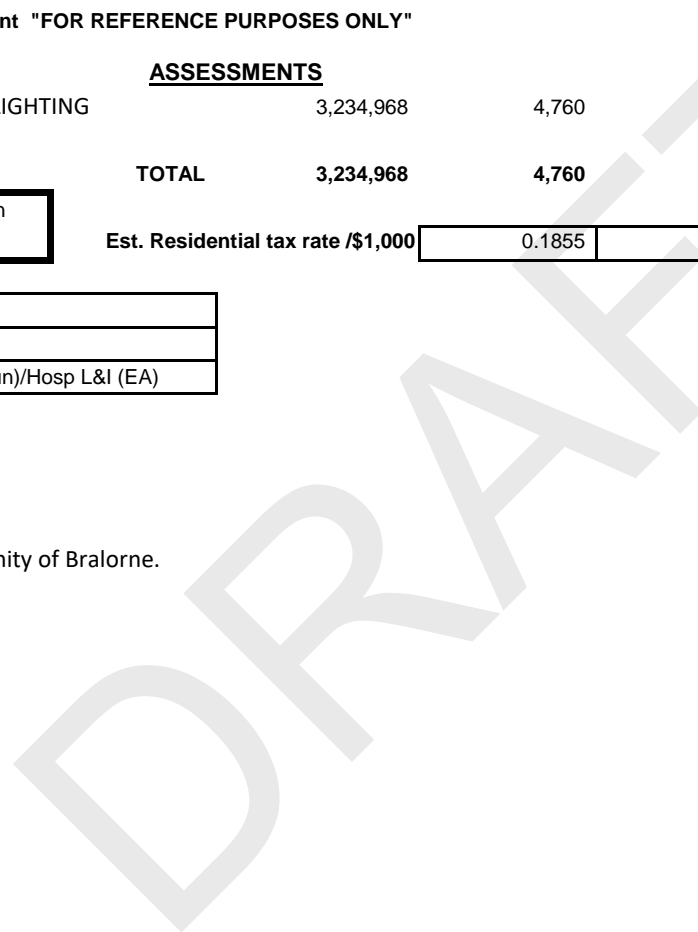 nt "FOR REFERENCE PURPOSES ONLY"
ASSESSMENTS
IGHTING 3,234,968 4,760
TOTAL 3,234,968 4,760
n
Est. Residential tax rate /$1,000 0.1855
un)/Hosp L&I (EA)
nity of Bralorne.
DRAFT